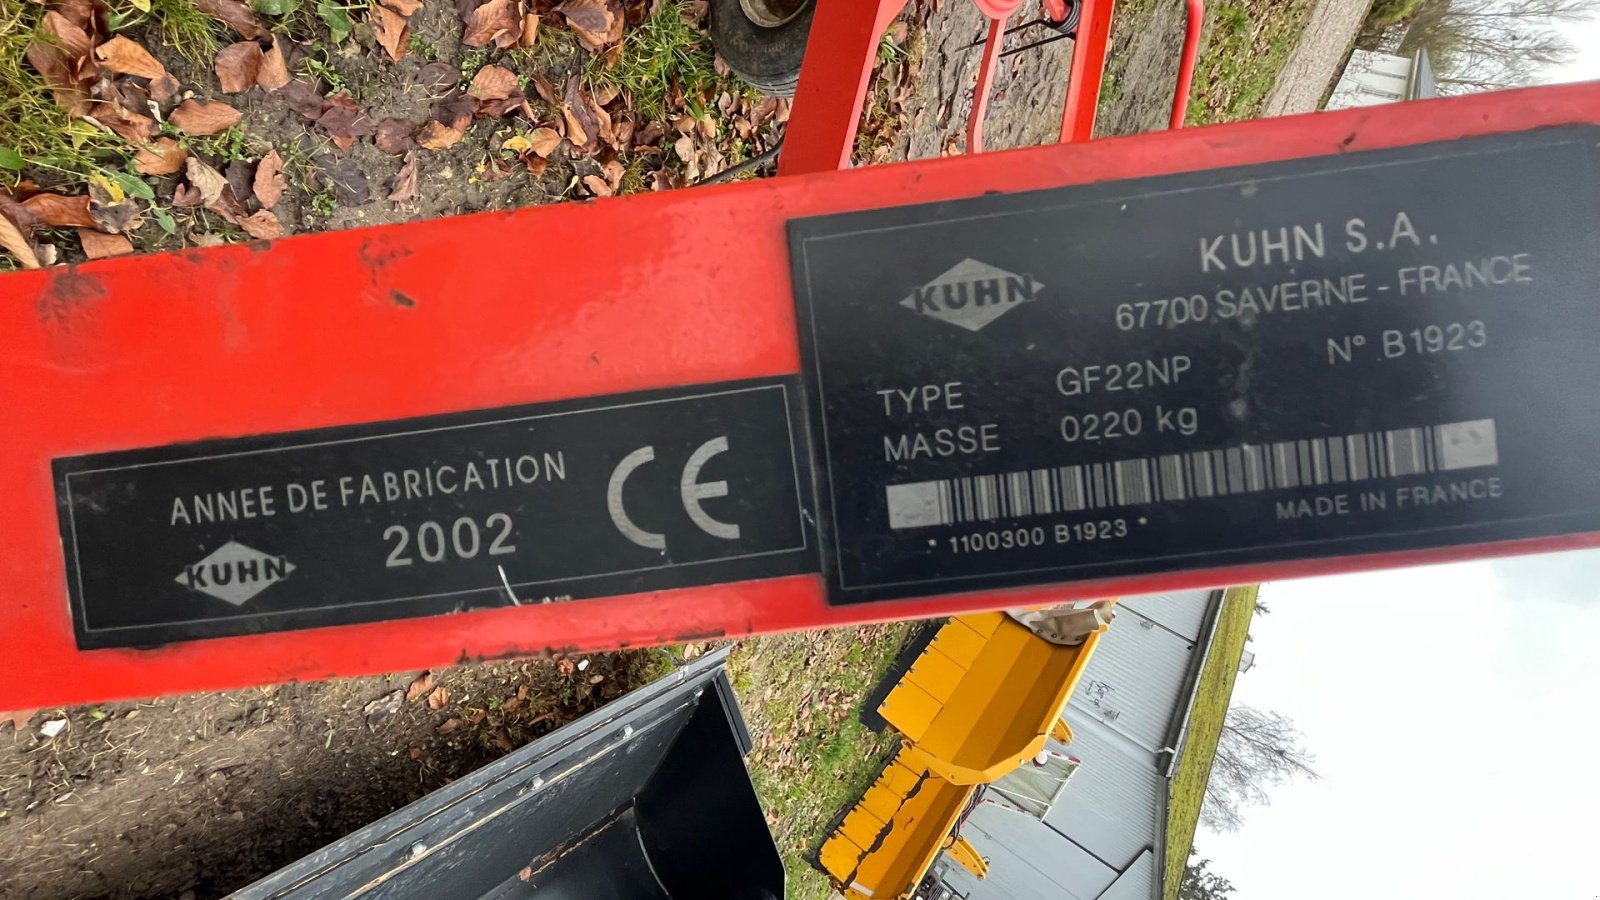 KUHN
KUHN S.A.
67700 SAVERNE - FRANCE
TYPE GF22NP N° B1923
MASSE 0220 kg
* 1100300 B1923 *
MADE IN FRANCE
ANNEE DE FABRICATION
2002
CE
KUHN